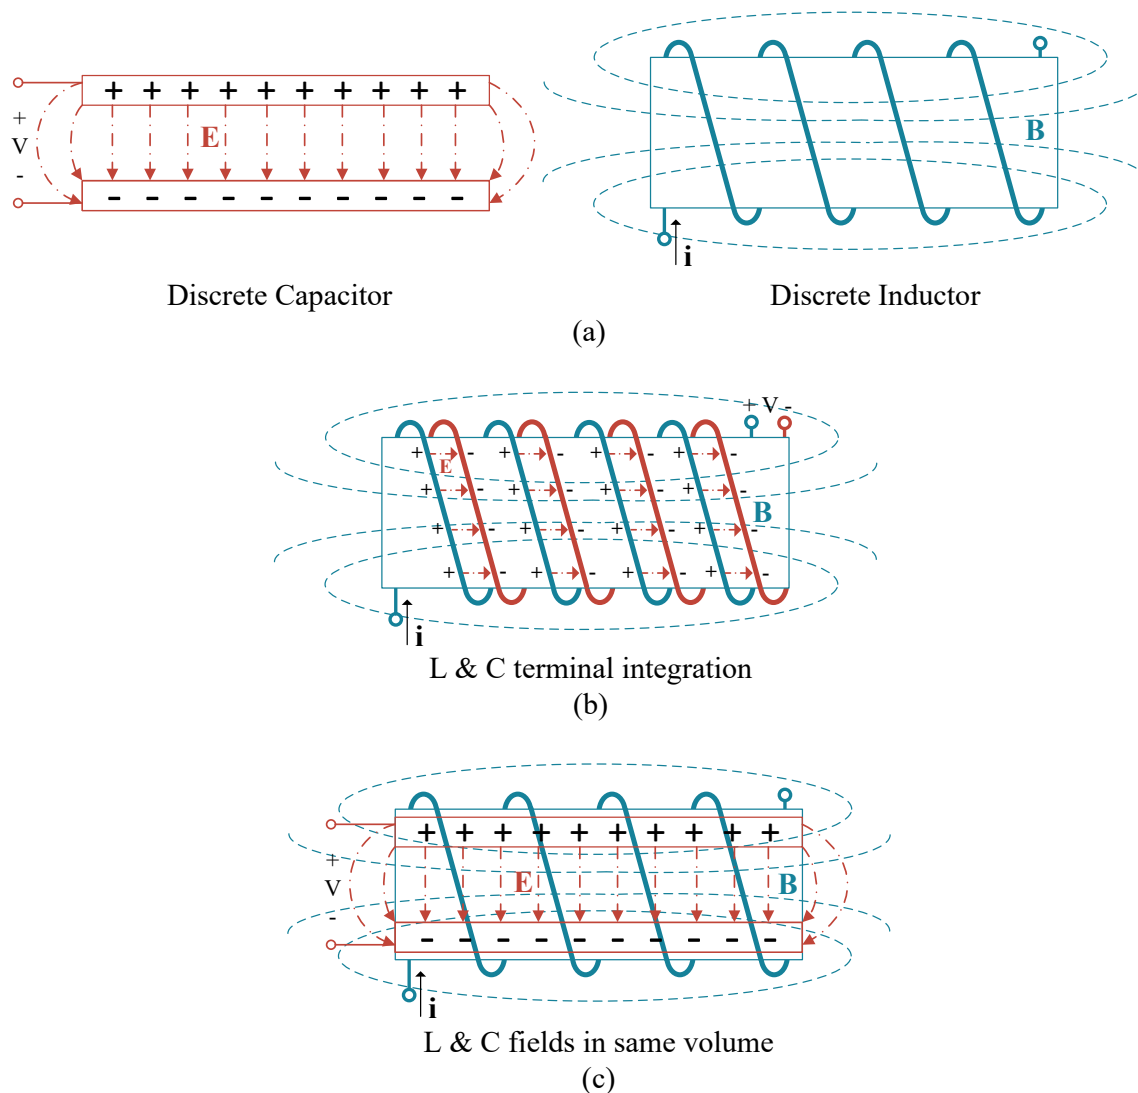 + + + + + + + + + +
+
V
-
E
- - - - - - - - - -
B
i
Discrete Capacitor
Discrete Inductor
(a)
+ V -
+ - + - + - + -
E
+ - + - + - + -
B
+ - + - + - + -
+ - + - + - + -
i
L & C terminal integration
(b)
+ + + + + + + + + +
+
V
-
E
B
- - - - - - - - - -
i
L & C fields in same volume
(c)